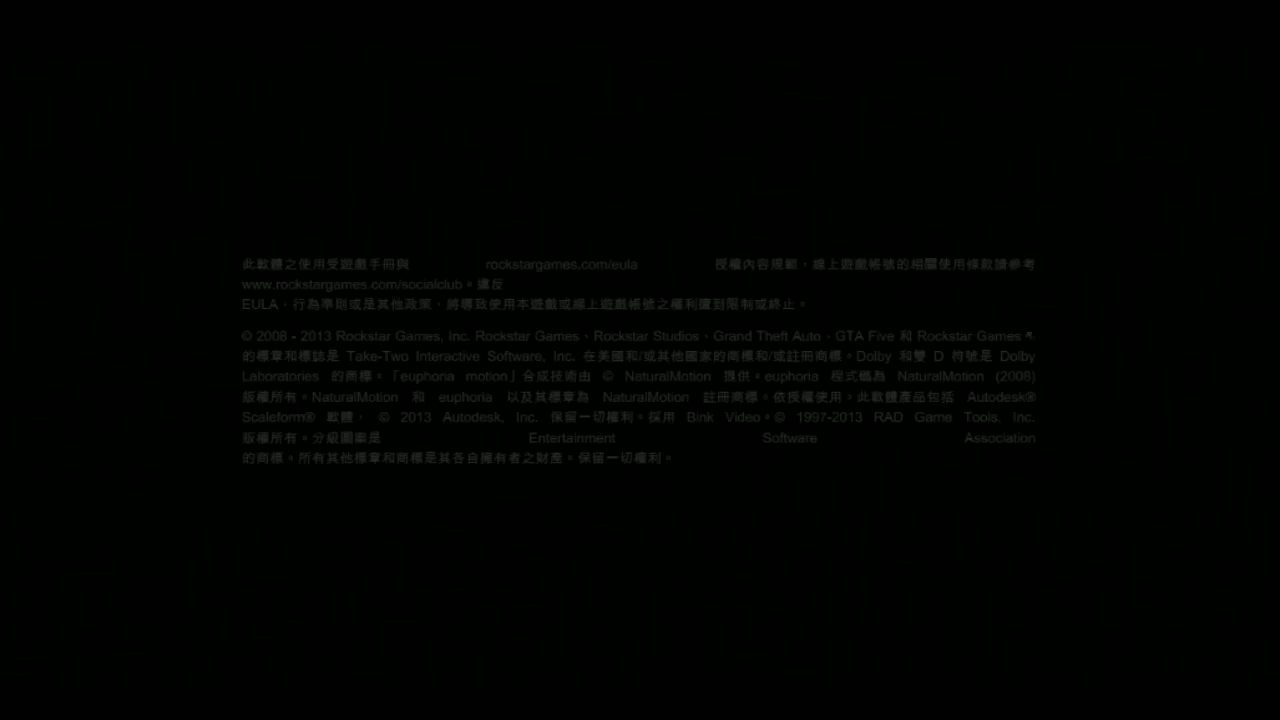 此軟體之使用受遊戲手冊與 rockstargames.com/eula 授權內容規範，線上遊戲帳號的相關使用條款請參考
www.rockstargames.com/socialclub。違反
EULA、行為準則或是其他政策，將導致使用本遊戲或線上遊戲帳號之權利遭到限制或終止。
© 2008 - 2013 Rockstar Games, Inc. Rockstar Games、Rockstar Studios、Grand Theft Auto、GTA Five 和 Rockstar Games
的標章和標誌是 Take-Two Interactive Software, Inc. 在美國和/或其他國家的商標和/或註冊商標。Dolby 和雙 D 符號是 Dolby
Laboratories 的商標。「euphoria motion」合成技術由 © NaturalMotion 提供。euphoria 程式碼為 NaturalMotion (2008)
版權所有。NaturalMotion 和 euphoria 以及其標章為 NaturalMotion 註冊商標。依授權使用。此軟體產品包括 Autodesk®
Scaleform® 軟體， © 2013 Autodesk, Inc. 保留一切權利。採用 Bink Video。© 1997-2013 RAD Game Tools, Inc.
版權所有。分級圖案是 Entertainment Software Association
的商標。所有其他標章和商標是其各自擁有者之財產。保留一切權利。